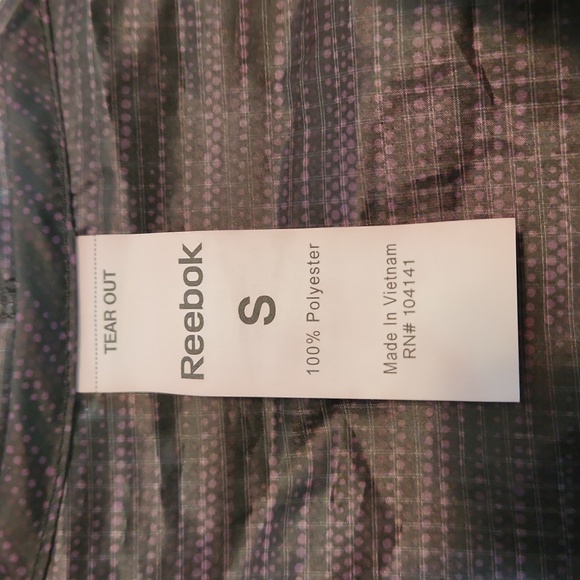 TEAR OUT
Reebok
S
100% Polyester
Made In Vietnam
RN# 104141